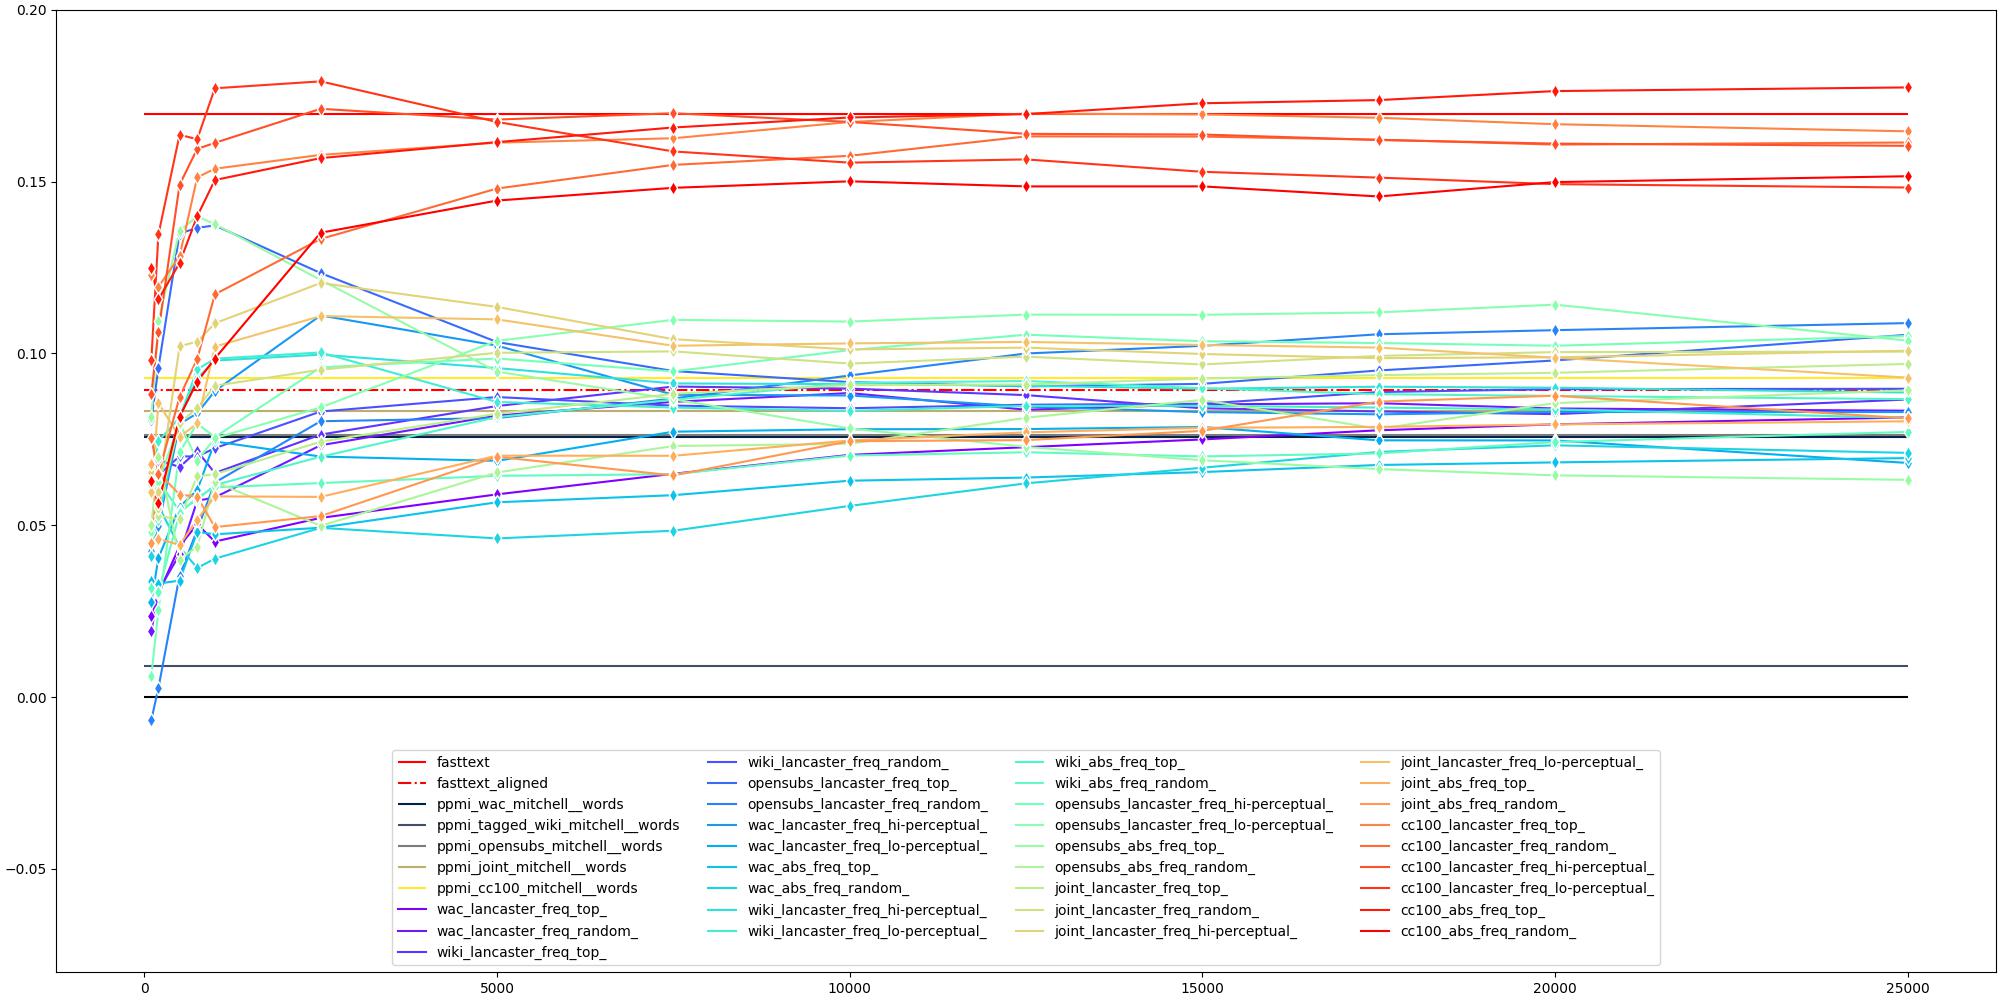 0.20
0.15
0.10
0.05
0.00
−0.05
0
5000
10000
15000
20000
25000
fasttext
fasttext_aligned
ppmi_wac_mitchell__words
ppmi_tagged_wiki_mitchell__words
ppmi_opensubs_mitchell__words
ppmi_joint_mitchell__words
ppmi_cc100_mitchell__words
wac_lancaster_freq_top_
wac_lancaster_freq_random_
wiki_lancaster_freq_top_
wiki_lancaster_freq_random_
opensubs_lancaster_freq_top_
opensubs_lancaster_freq_random_
wac_lancaster_freq_hi-perceptual_
wac_lancaster_freq_lo-perceptual_
wac_abs_freq_top_
wac_abs_freq_random_
wiki_lancaster_freq_hi-perceptual_
wiki_lancaster_freq_lo-perceptual_
wiki_abs_freq_top_
wiki_abs_freq_random_
opensubs_lancaster_freq_hi-perceptual_
opensubs_lancaster_freq_lo-perceptual_
opensubs_abs_freq_top_
opensubs_abs_freq_random_
joint_lancaster_freq_top_
joint_lancaster_freq_random_
joint_lancaster_freq_hi-perceptual_
joint_lancaster_freq_lo-perceptual_
joint_abs_freq_top_
joint_abs_freq_random_
cc100_lancaster_freq_top_
cc100_lancaster_freq_random_
cc100_lancaster_freq_hi-perceptual_
cc100_lancaster_freq_lo-perceptual_
cc100_abs_freq_top_
cc100_abs_freq_random_